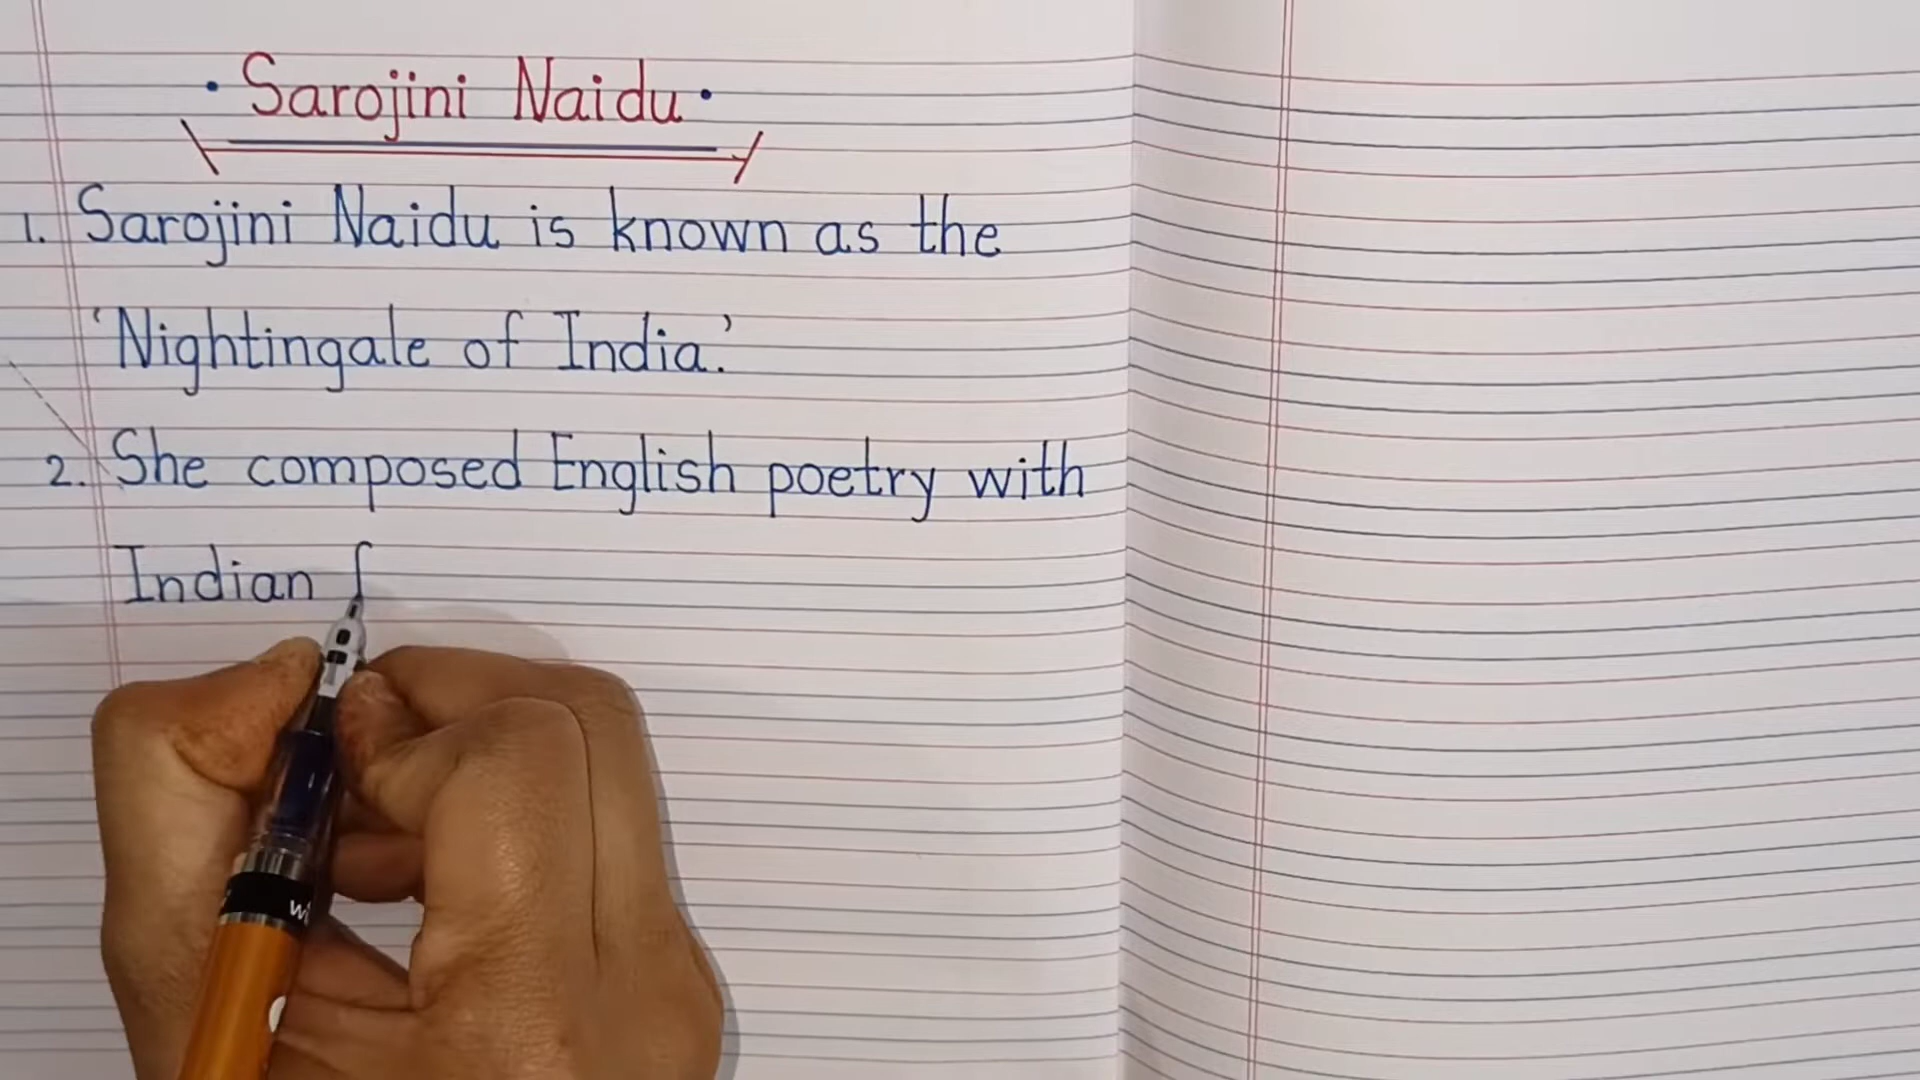 Sarojini Naidu
1. Sarojini Naidu is known as the
'Nightingale of India.'
2. She composed English poetry with
Indian f